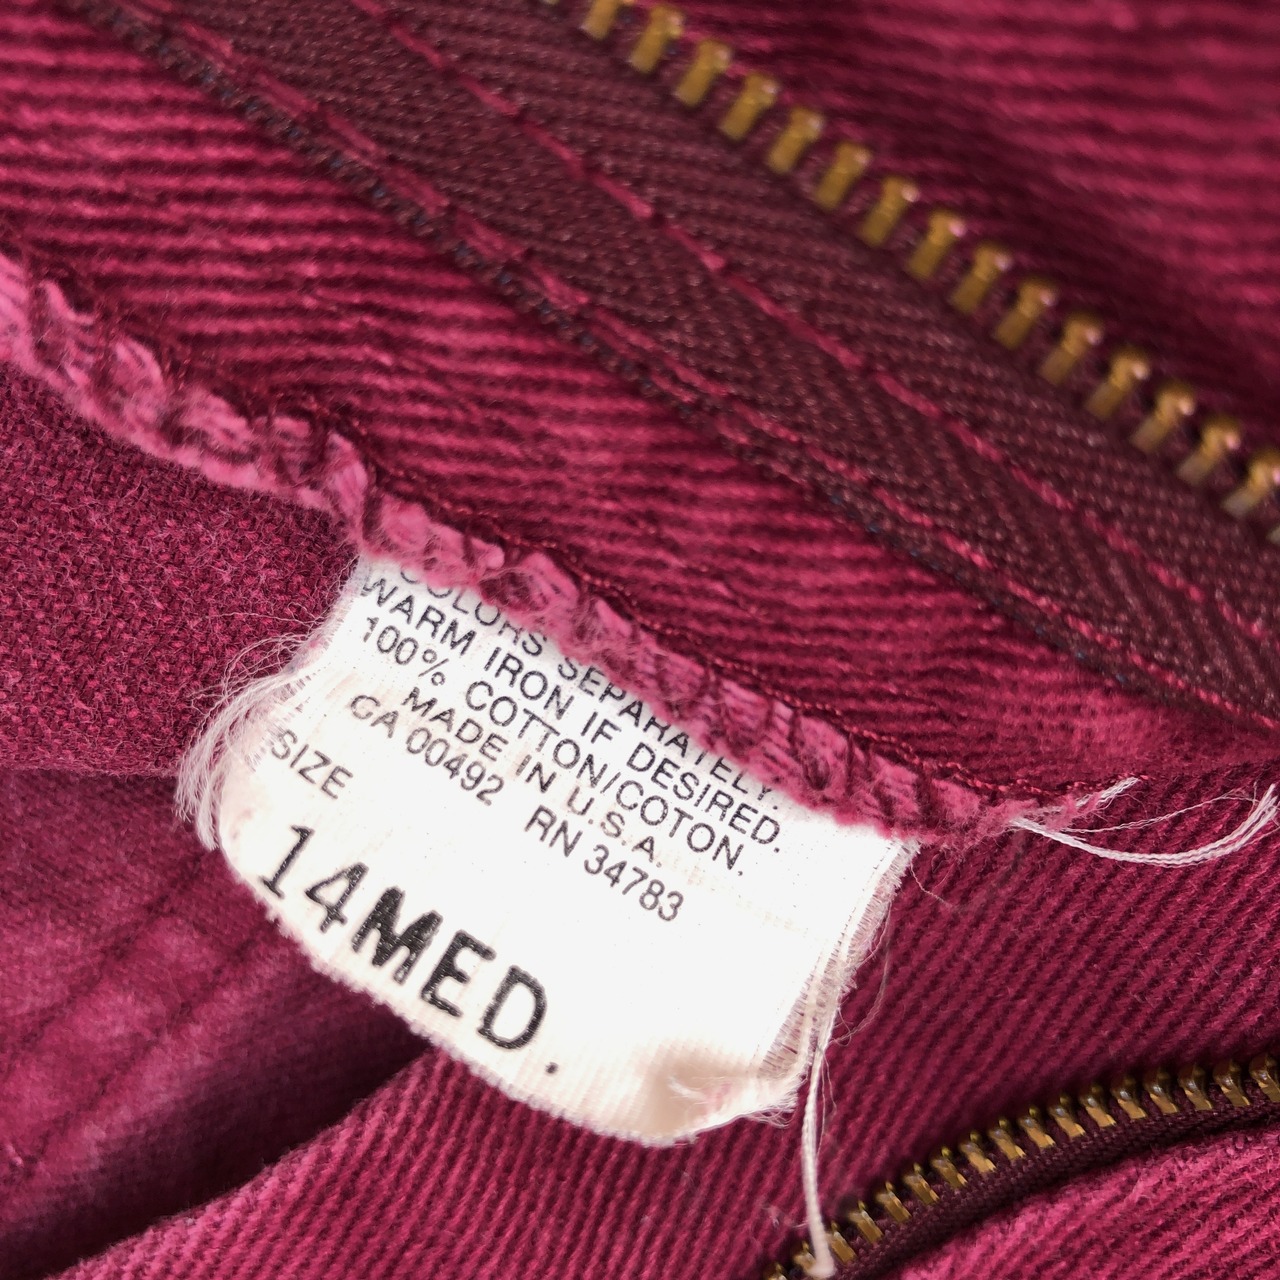 COLORS SEPARATELY.
WARM IRON IF DESIRED.
100% COTTON/COTON.
MADE IN U.S.A.
CA 00492 RN 34783
SIZE
14MED.